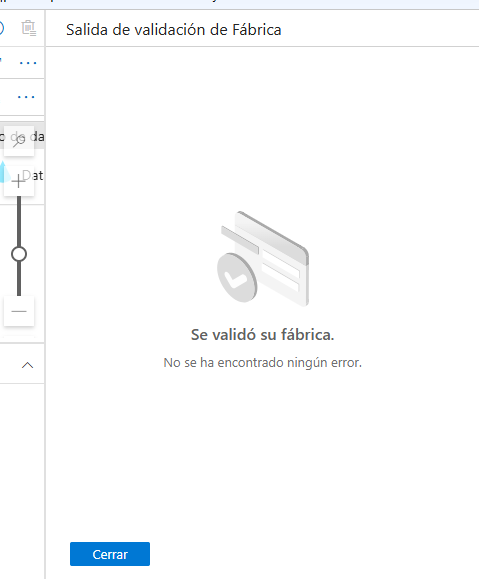 Salida de validación de Fábrica
...
...
o de da
Dat
Se validó su fábrica.
No se ha encontrado ningún error.
Cerrar